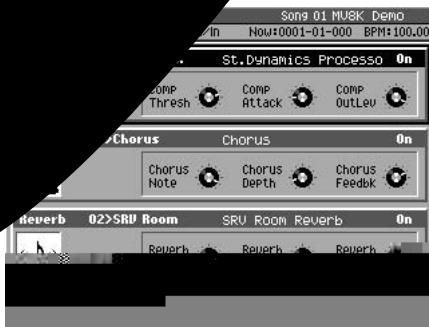 Song 01 MV8K Demo
/In Now:0001-01-000 BPM:100.00
St.Dynamics Processo On
Comp Comp Comp
Thresh Attack OutLev
>Chorus Chorus On
Chorus Chorus Chorus
Note Depth Feedbk
Reverb 02>SRV Room SRV Room Reverb On
Reverb Reverb Reverb